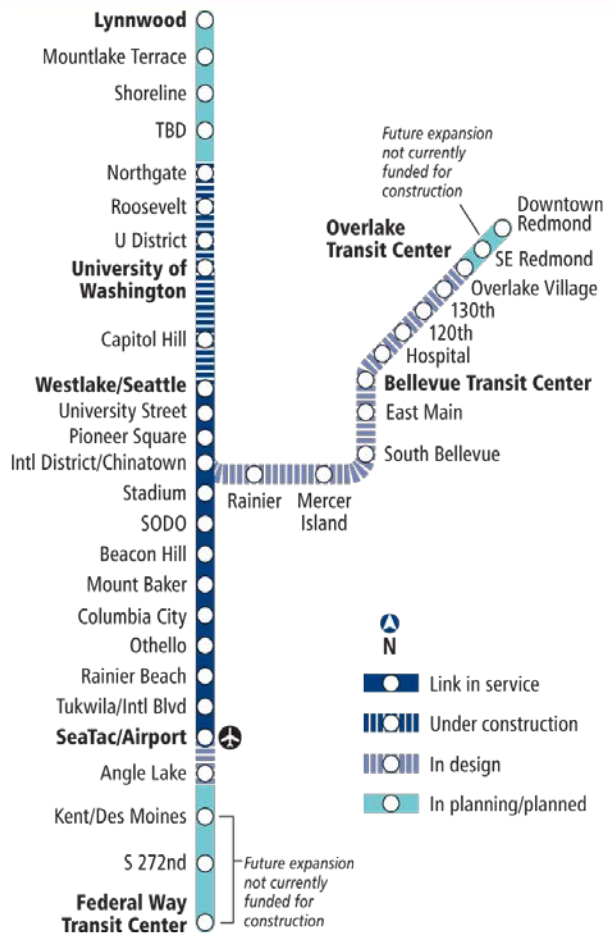 Lynnwood
Mountlake Terrace
Shoreline
TBD
Northgate
Roosevelt
U District
University of
Washington
Capitol Hill
Westlake/Seattle
University Street
Pioneer Square
Intl District/Chinatown
Stadium
SODO
Beacon Hill
Mount Baker
Columbia City
Othello
Rainier Beach
Tukwila/Intl Blvd
SeaTac/Airport
Angle Lake
Kent/Des Moines
S 272nd
Federal Way
Transit Center
Future expansion
not currently
funded for
construction
Future expansion
not currently
funded for
construction
Downtown
Redmond
SE Redmond
Overlake
Transit Center
Overlake Village
130th
120th
Hospital
Bellevue Transit Center
East Main
South Bellevue
Rainier
Mercer
Island
N
Link in service
Under construction
In design
In planning/planned